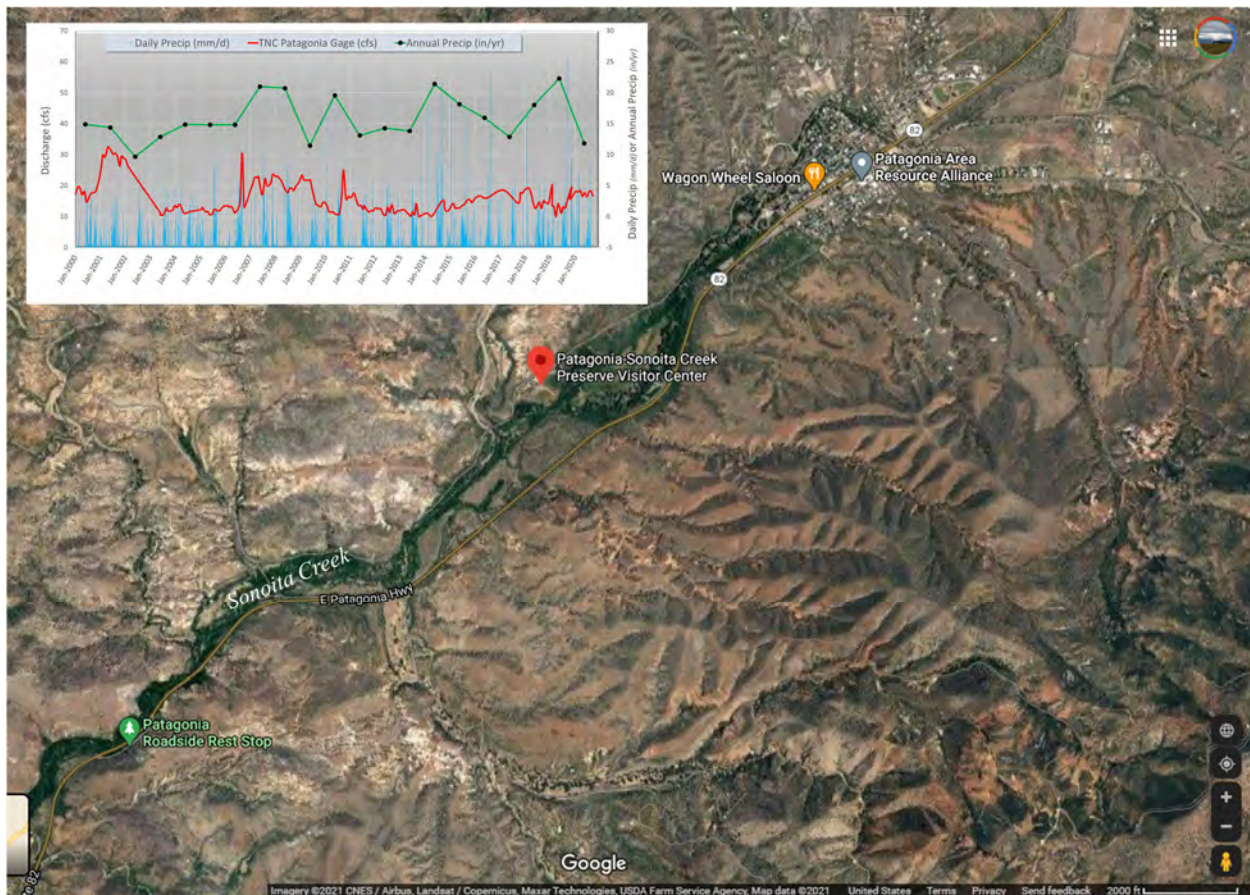 Daily Precip (mm/d) TNC Patagonia Gage (cfs) Annual Precip (in/yr)
70
60
50
40
30
20
10
0
Discharge (cfs)
30
25
20
15
10
5
0
-5
Daily Precip (mm/d) or Annual Precip (in/yr)
Jan-2000
Jan-2001
Jan-2002
Jan-2003
Jan-2004
Jan-2005
Jan-2006
Jan-2007
Jan-2008
Jan-2009
Jan-2010
Jan-2011
Jan-2012
Jan-2013
Jan-2014
Jan-2015
Jan-2016
Jan-2017
Jan-2018
Jan-2019
Jan-2020
82
Wagon Wheel Saloon
Patagonia Area
Resource Alliance
82
Patagonia-Sonoita Creek
Preserve Visitor Center
Sonoita Creek
E Patagonia Hwy
Patagonia
Roadside Rest Stop
82
Google
Imagery ©2021 CNES / Airbus, Landsat / Copernicus, Maxar Technologies, USDA Farm Service Agency, Map data ©2021 United States Terms Privacy Send feedback 2000 ft